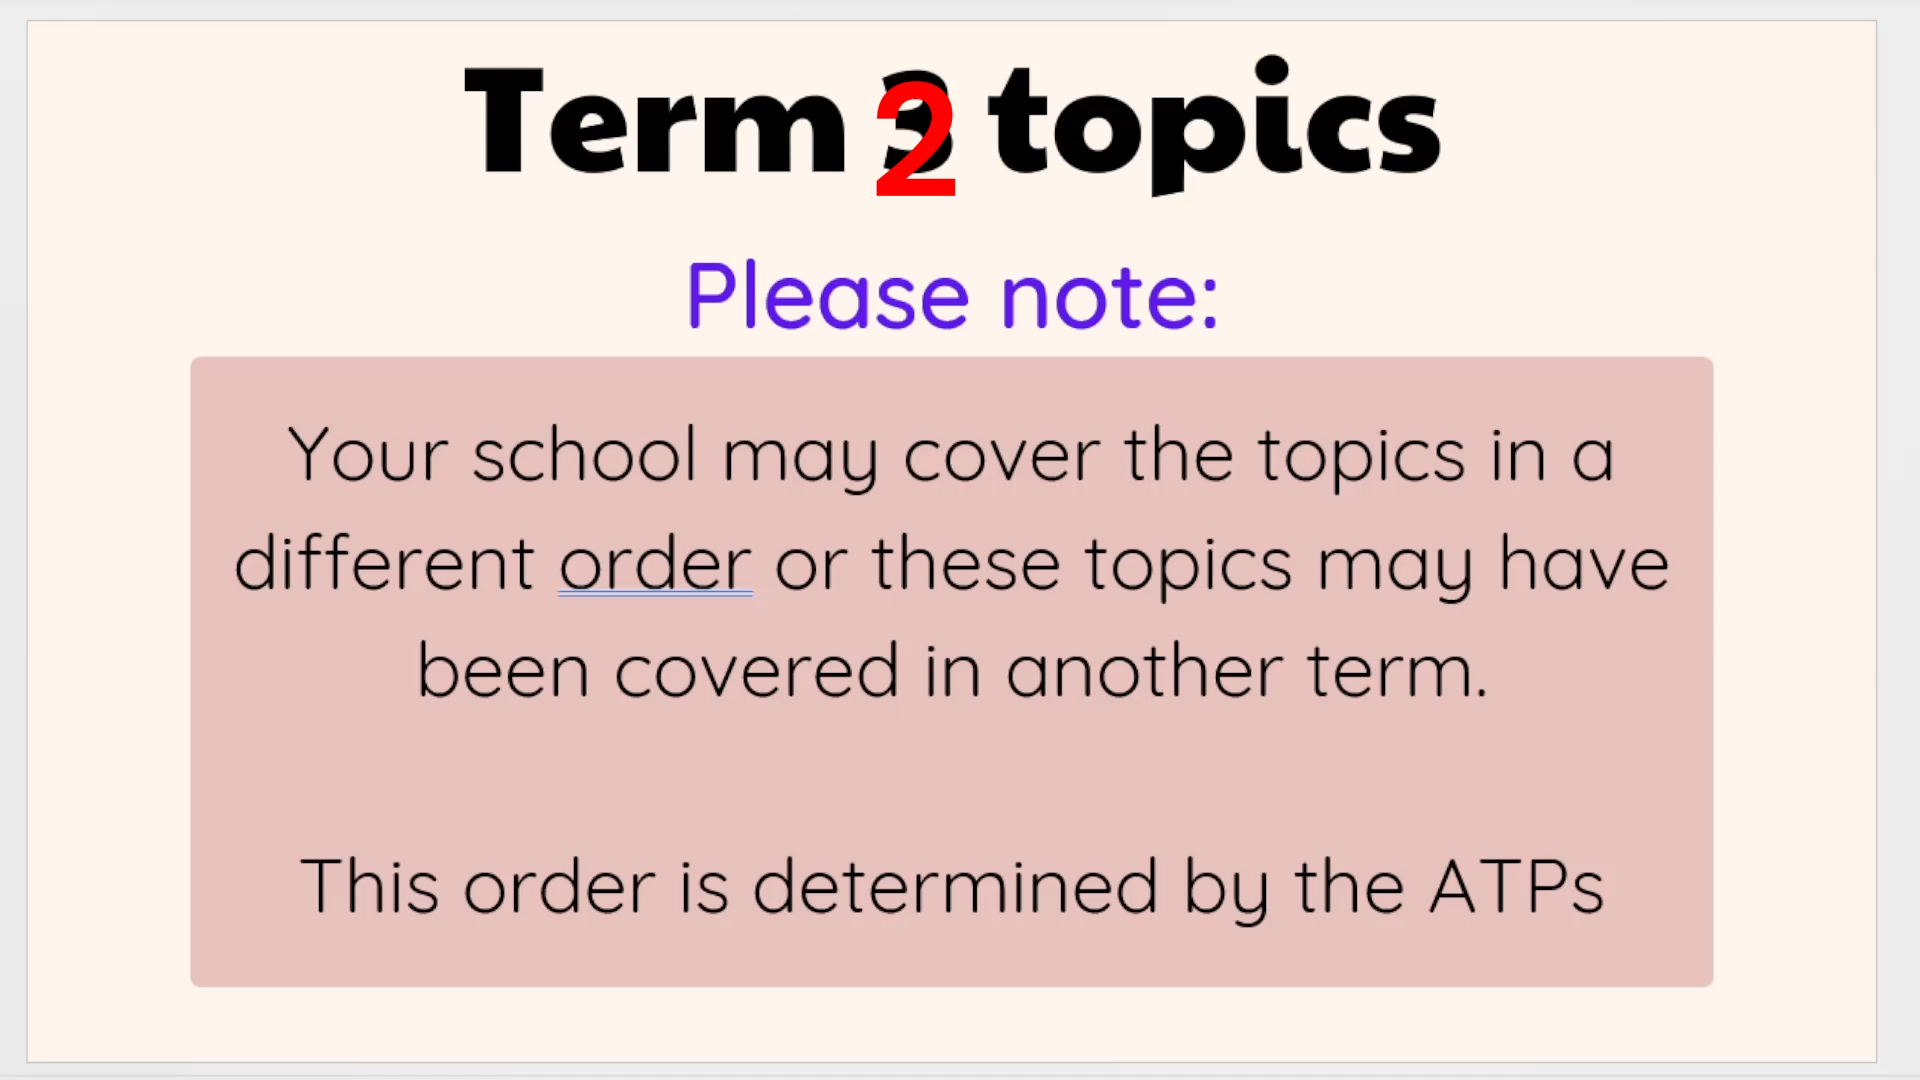 Term 2 topics
Please note:
Your school may cover the topics in a
different order or these topics may have
been covered in another term.
This order is determined by the ATPs